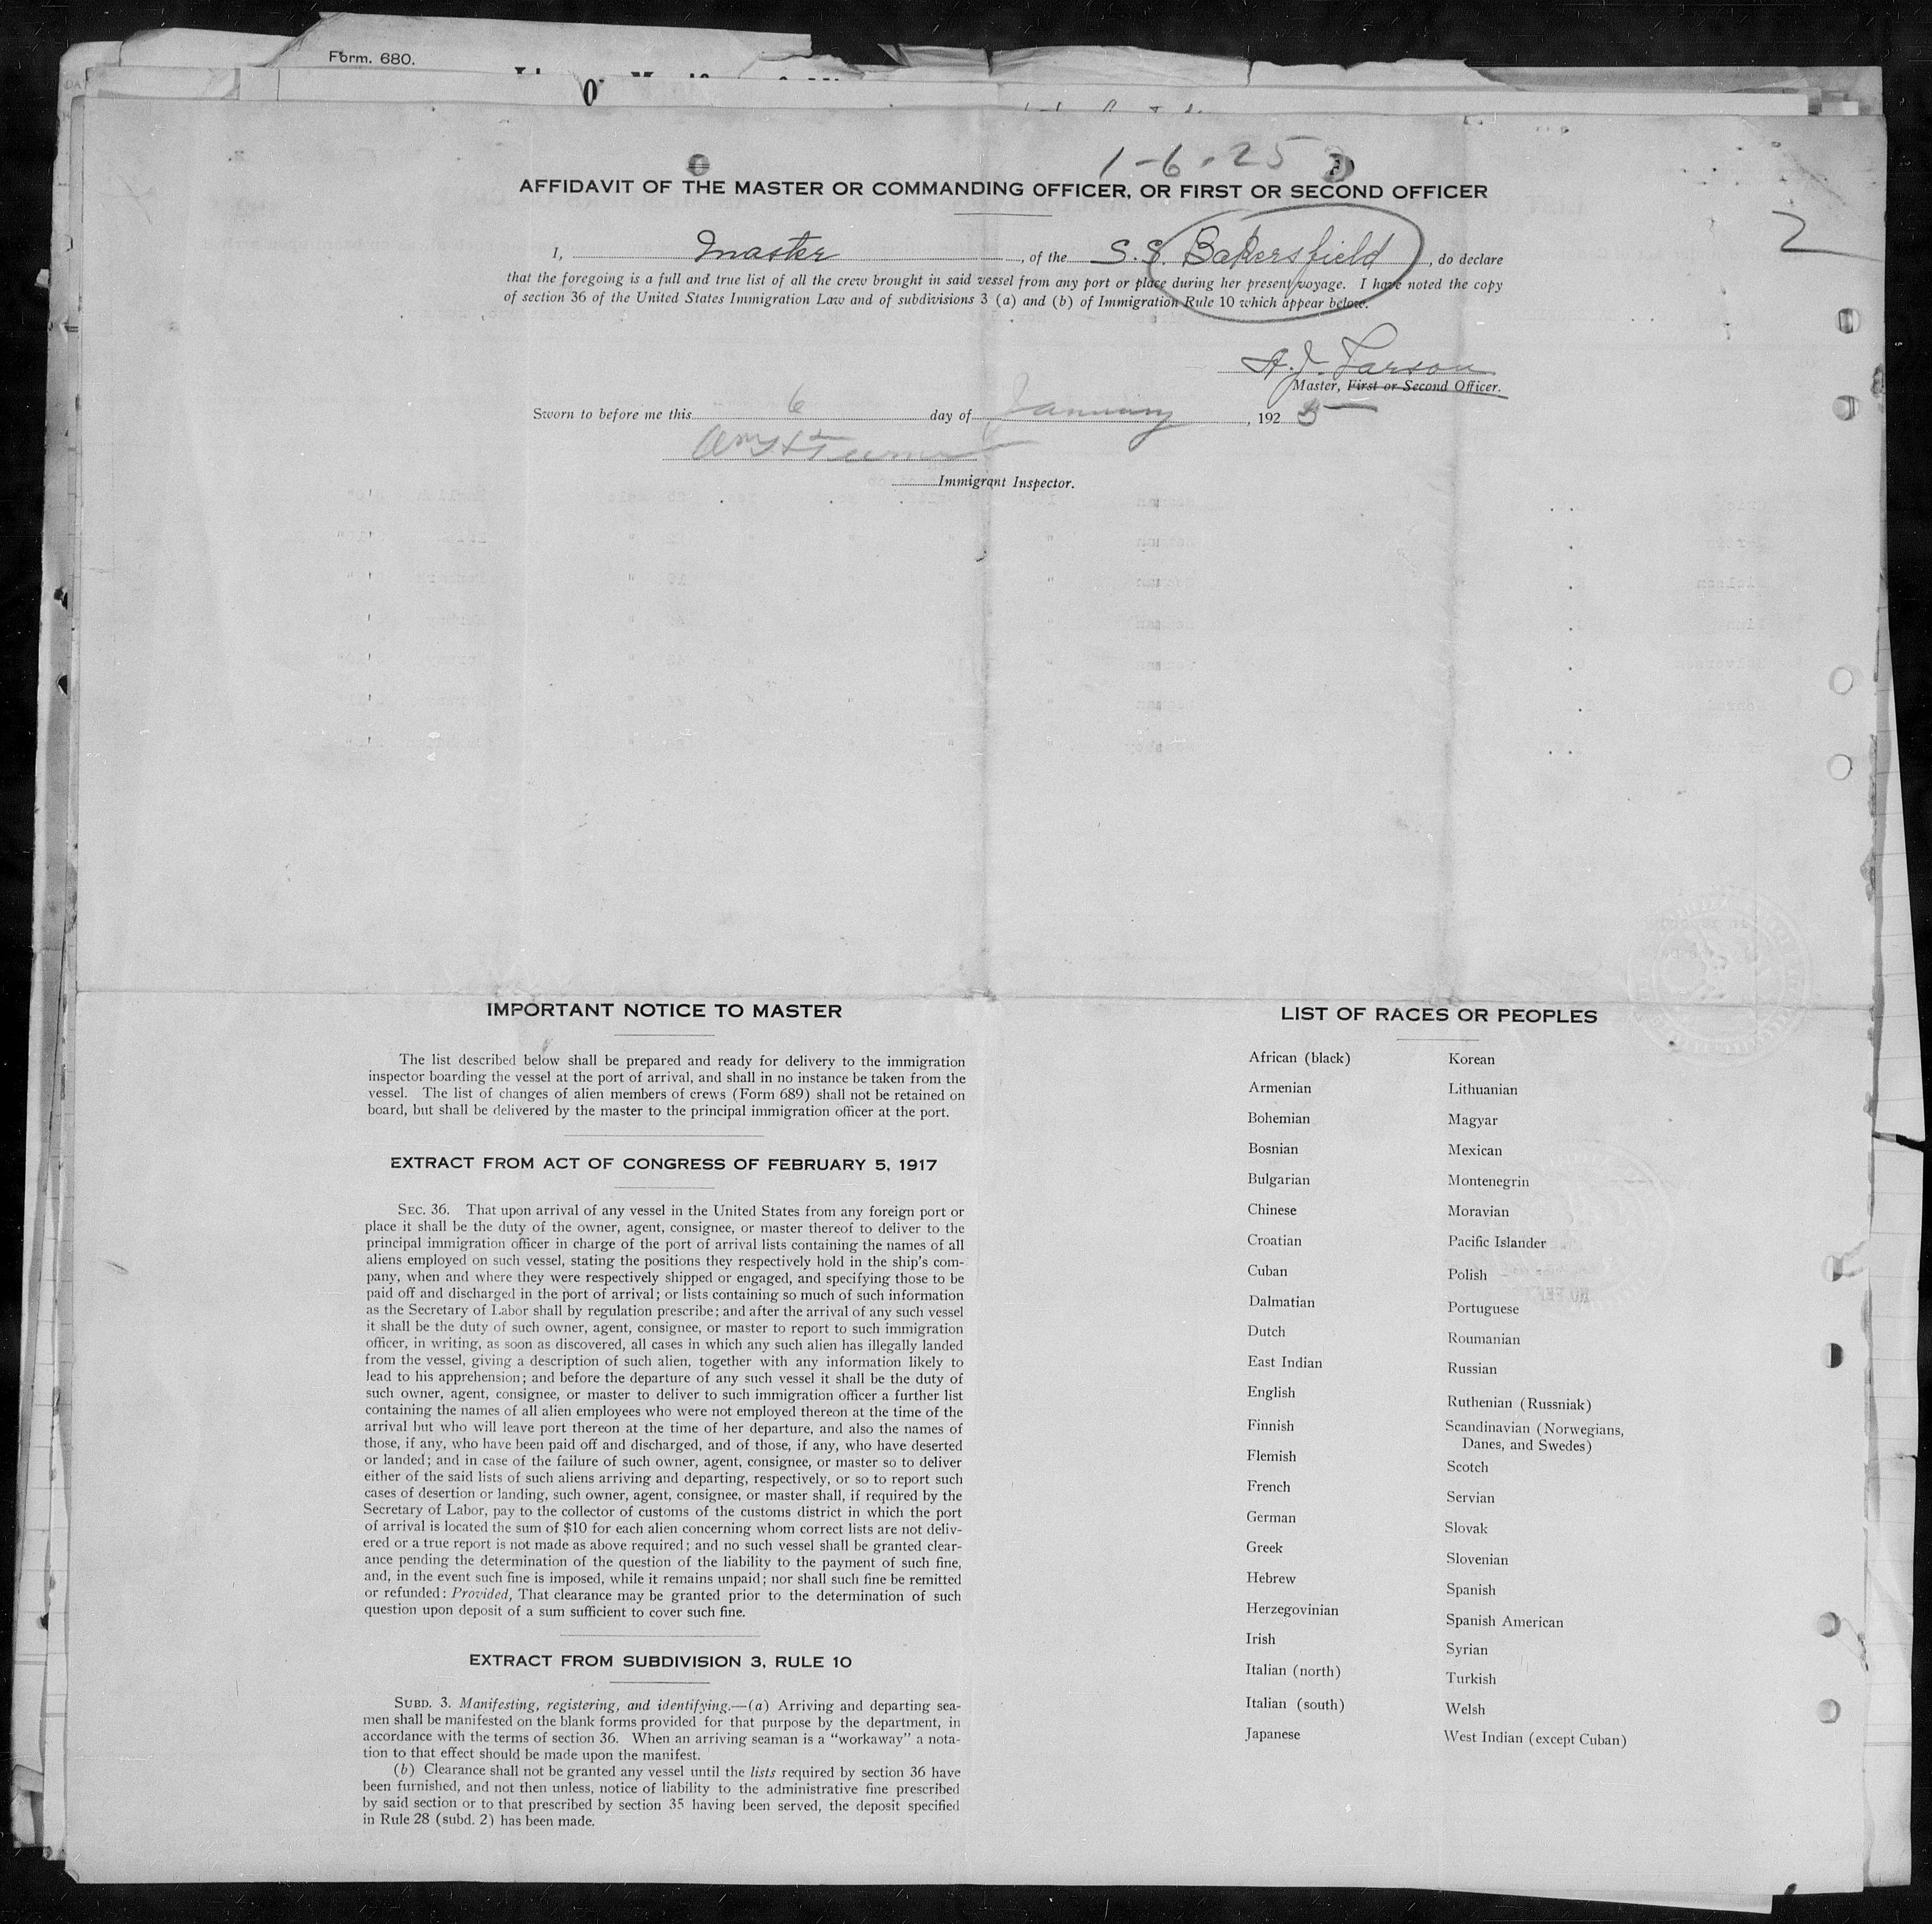 Form. 680.
1-6-25
AFFIDAVIT OF THE MASTER OR COMMANDING OFFICER, OR FIRST OR SECOND OFFICER
2
I, Master, of the S.S. Bakersfield, do declare
that the foregoing is a full and true list of all the crew brought in said vessel from any port or place during her present voyage. I have noted the copy
of section 36 of the United States Immigration Law and of subdivisions 3 (a) and (b) of Immigration Rule 10 which appear below.
A. J. Larson
Master, First or Second Officer.
Sworn to before me this 6 day of January, 1925
Immigrant Inspector.
IMPORTANT NOTICE TO MASTER
The list described below shall be prepared and ready for delivery to the immigration
inspector boarding the vessel at the port of arrival, and shall in no instance be taken from the
vessel. The list of changes of alien members of crews (Form 689) shall not be retained on
board, but shall be delivered by the master to the principal immigration officer at the port.
EXTRACT FROM ACT OF CONGRESS OF FEBRUARY 5, 1917
SEC. 36. That upon arrival of any vessel in the United States from any foreign port or
place it shall be the duty of the owner, agent, consignee, or master thereof to deliver to the
principal immigration officer in charge of the port of arrival lists containing the names of all
aliens employed on such vessel, stating the positions they respectively hold in the ship's com-
pany, when and where they were respectively shipped or engaged, and specifying those to be
paid off and discharged in the port of arrival; or lists containing so much of such information
as the Secretary of Labor shall by regulation prescribe; and after the arrival of any such vessel
it shall be the duty of such owner, agent, consignee, or master to report to such immigration
officer, in writing, as soon as discovered, all cases in which any such alien has illegally landed
from the vessel, giving a description of such alien, together with any information likely to
lead to his apprehension; and before the departure of any such vessel it shall be the duty of
such owner, agent, consignee, or master to deliver to such immigration officer a further list
containing the names of all alien employees who were not employed thereon at the time of the
arrival but who will leave port thereon at the time of her departure, and also the names of
those, if any, who have been paid off and discharged, and of those, if any, who have deserted
or landed; and in case of the failure of such owner, agent, consignee, or master so to deliver
either of the said lists of such aliens arriving and departing, respectively, or so to report such
cases of desertion or landing, such owner, agent, consignee, or master shall, if required by the
Secretary of Labor, pay to the collector of customs of the customs district in which the port
of arrival is located the sum of $10 for each alien concerning whom correct lists are not deliv-
ered or a true report is not made as above required; and no such vessel shall be granted clear-
ance pending the determination of the question of the liability to the payment of such fine,
and, in the event such fine is imposed, while it remains unpaid; nor shall such fine be remitted
or refunded: Provided, That clearance may be granted prior to the determination of such
question upon deposit of a sum sufficient to cover such fine.
EXTRACT FROM SUBDIVISION 3, RULE 10
SUBD. 3. Manifesting, registering, and identifying.—(a) Arriving and departing sea-
men shall be manifested on the blank forms provided for that purpose by the department, in
accordance with the terms of section 36. When an arriving seaman is a "workaway" a nota-
tion to that effect should be made upon the manifest.
(b) Clearance shall not be granted any vessel until the lists required by section 36 have
been furnished, and not then unless, notice of liability to the administrative fine prescribed
by said section or to that prescribed by section 35 having been served, the deposit specified
in Rule 28 (subd. 2) has been made.
LIST OF RACES OR PEOPLES
African (black)
Armenian
Bohemian
Bosnian
Bulgarian
Chinese
Croatian
Cuban
Dalmatian
Dutch
East Indian
English
Finnish
Flemish
French
German
Greek
Hebrew
Herzegovinian
Irish
Italian (north)
Italian (south)
Japanese
Korean
Lithuanian
Magyar
Mexican
Montenegrin
Moravian
Pacific Islander
Polish
Portuguese
Roumanian
Russian
Ruthenian (Russniak)
Scandinavian (Norwegians,
Danes, and Swedes)
Scotch
Servian
Slovak
Slovenian
Spanish
Spanish American
Syrian
Turkish
Welsh
West Indian (except Cuban)